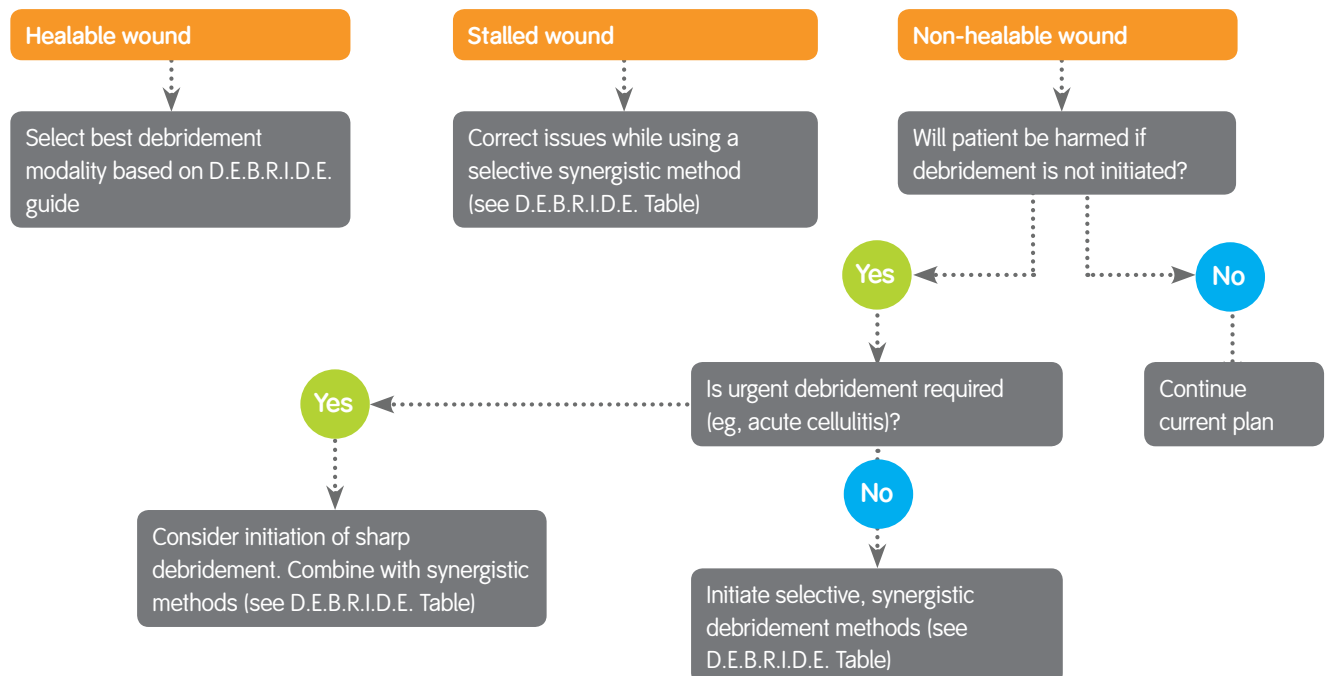 Healable wound
Stalled wound
Non-healable wound
Select best debridement
modality based on D.E.B.R.I.D.E.
guide
Correct issues while using a
selective synergistic method
(see D.E.B.R.I.D.E. Table)
Will patient be harmed if
debridement is not initiated?
Yes
No
Is urgent debridement required
(eg, acute cellulitis)?
Continue
current plan
Yes
No
Consider initiation of sharp
debridement. Combine with synergistic
methods (see D.E.B.R.I.D.E. Table)
Initiate selective, synergistic
debridement methods (see
D.E.B.R.I.D.E. Table)